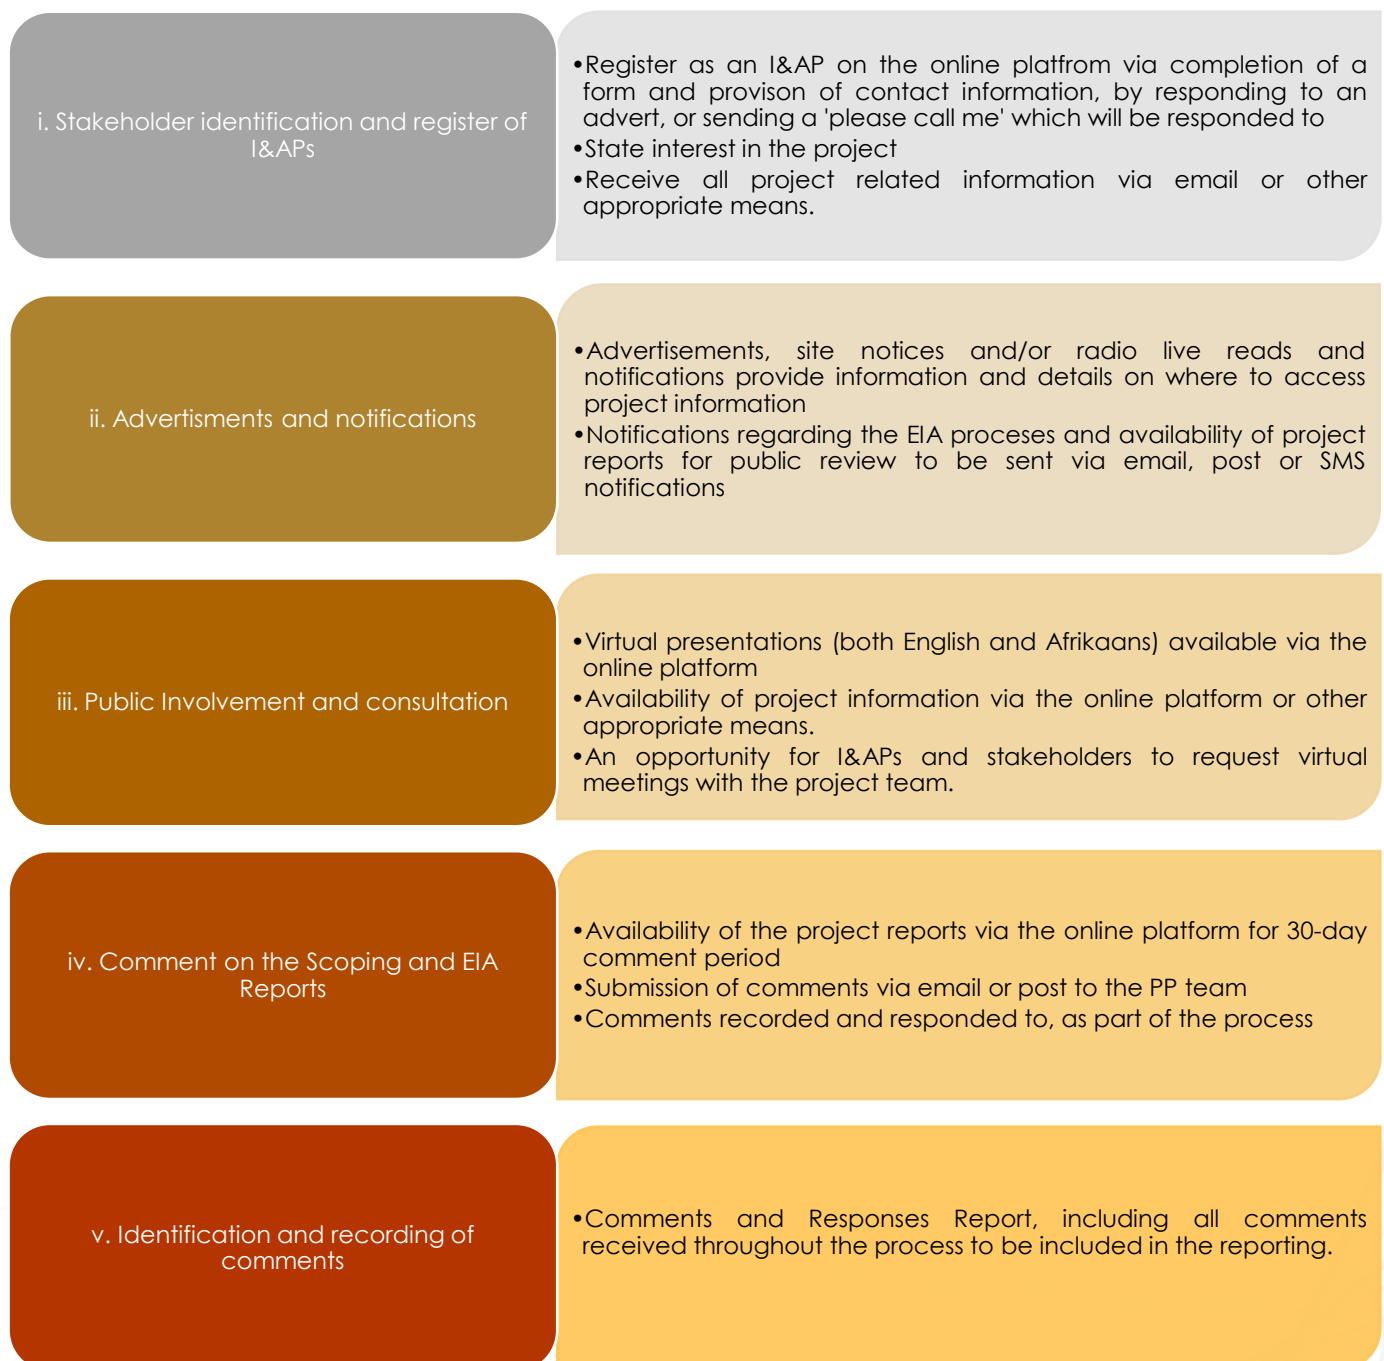 i. Stakeholder identification and register of
I&APs
•Register as an I&AP on the online platfrom via completion of a
form and provison of contact information, by responding to an
advert, or sending a 'please call me' which will be responded to
•State interest in the project
•Receive all project related information via email or other
appropriate means.
ii. Advertisments and notifications
•Advertisements, site notices and/or radio live reads and
notifications provide information and details on where to access
project information
•Notifications regarding the EIA proceses and availability of project
reports for public review to be sent via email, post or SMS
notifications
iii. Public Involvement and consultation
•Virtual presentations (both English and Afrikaans) available via the
online platform
•Availability of project information via the online platform or other
appropriate means.
•An opportunity for I&APs and stakeholders to request virtual
meetings with the project team.
iv. Comment on the Scoping and EIA
Reports
•Availability of the project reports via the online platform for 30-day
comment period
•Submission of comments via email or post to the PP team
•Comments recorded and responded to, as part of the process
v. Identification and recording of
comments
•Comments and Responses Report, including all comments
received throughout the process to be included in the reporting.